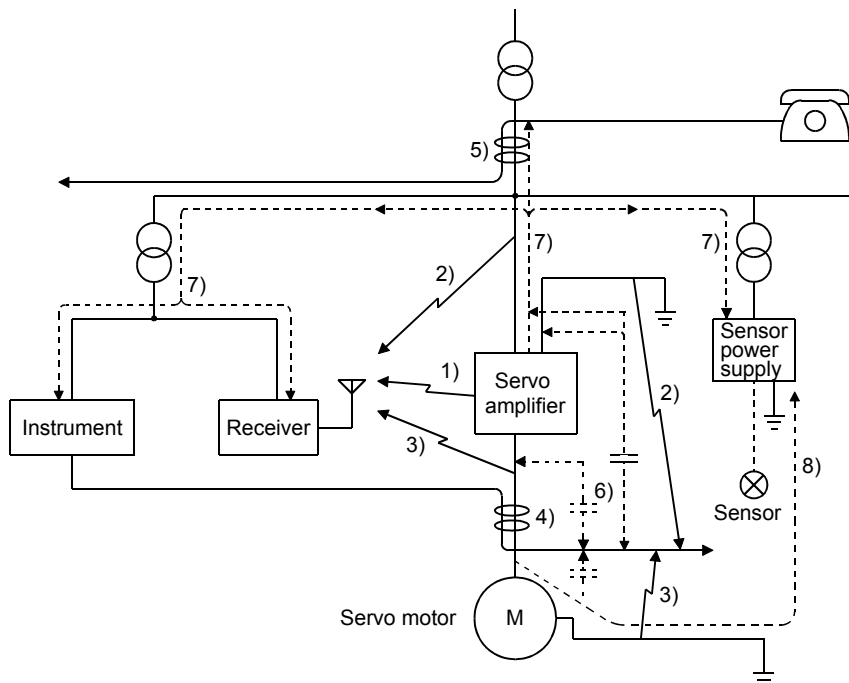 5)
2)
7)
7)
7)
1)
Servo
amplifier
Sensor
power
supply
2)
Instrument
Receiver
3)
8)
6)
4)
Sensor
3)
Servo motor
M